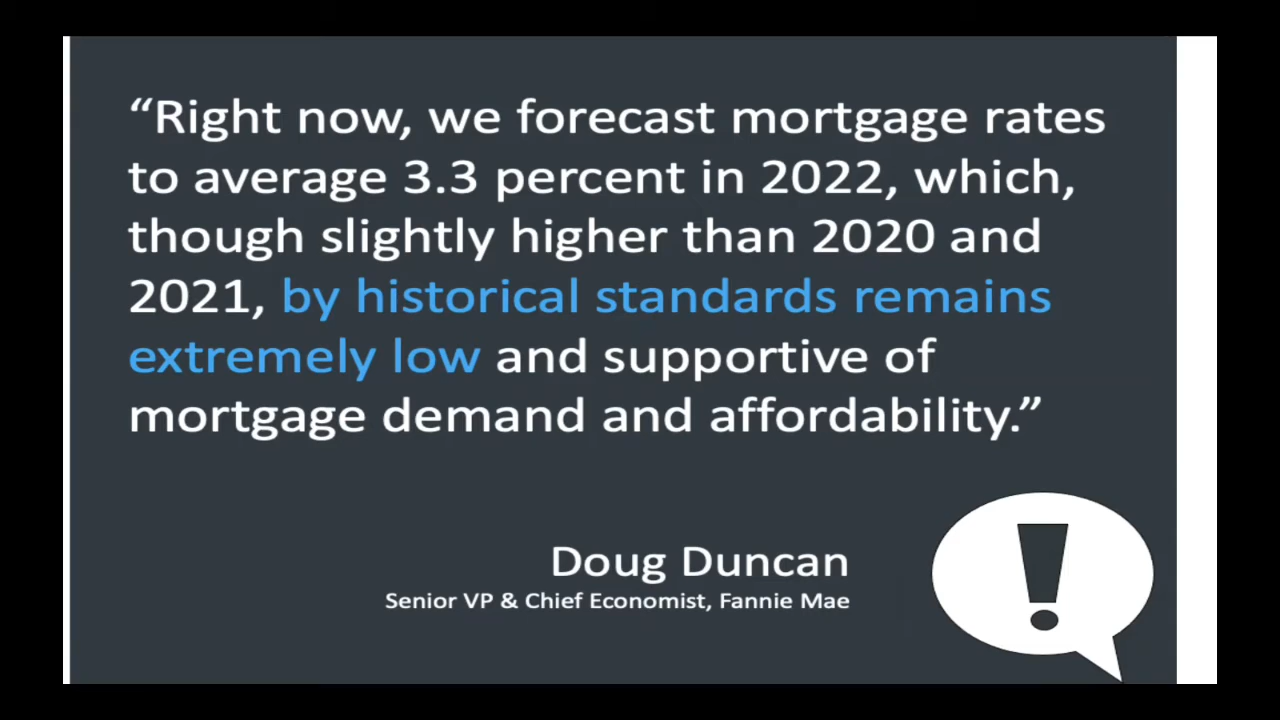 “Right now, we forecast mortgage rates
to average 3.3 percent in 2022, which,
though slightly higher than 2020 and
2021, by historical standards remains
extremely low and supportive of
mortgage demand and affordability.”
Doug Duncan
Senior VP & Chief Economist, Fannie Mae
!